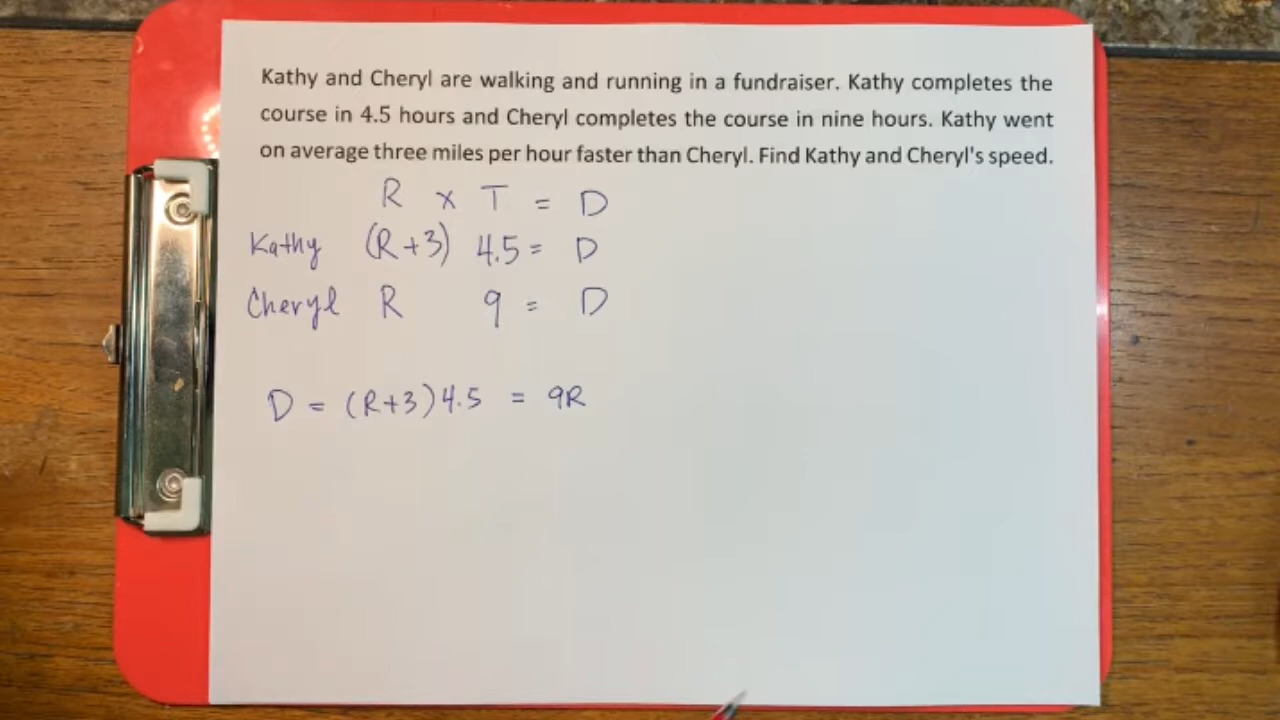 Kathy and Cheryl are walking and running in a fundraiser. Kathy completes the
course in 4.5 hours and Cheryl completes the course in nine hours. Kathy went
on average three miles per hour faster than Cheryl. Find Kathy and Cheryl's speed.
R x T = D
Kathy (R+3) 4.5 = D
Cheryl R 9 = D
D = (R+3)4.5 = 9R